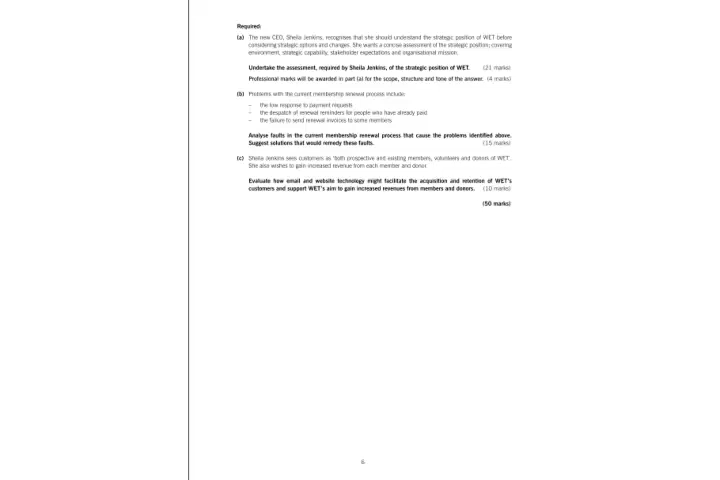 Required:
(a) The new CEO, Sheila Jenkins, recognises that she should understand the strategic position of WET before
considering strategic options and changes. She wants a concise assessment of the strategic position; covering
environment, strategic capability, stakeholder expectations and organisational mission.
Undertake the assessment, required by Sheila Jenkins, of the strategic position of WET. (21 marks)
Professional marks will be awarded in part (a) for the scope, structure and tone of the answer. (4 marks)
(b) Problems with the current membership renewal process include:
– the low response to payment requests
– the despatch of renewal reminders for people who have already paid
– the failure to send renewal invoices to some members
Analyse faults in the current membership renewal process that cause the problems identified above.
Suggest solutions that would remedy these faults. (15 marks)
(c) Sheila Jenkins sees customers as 'both prospective and existing members, volunteers and donors of WET'.
She also wishes to gain increased revenue from each member and donor.
Evaluate how email and website technology might facilitate the acquisition and retention of WET's
customers and support WET's aim to gain increased revenues from members and donors. (10 marks)
(50 marks)
6